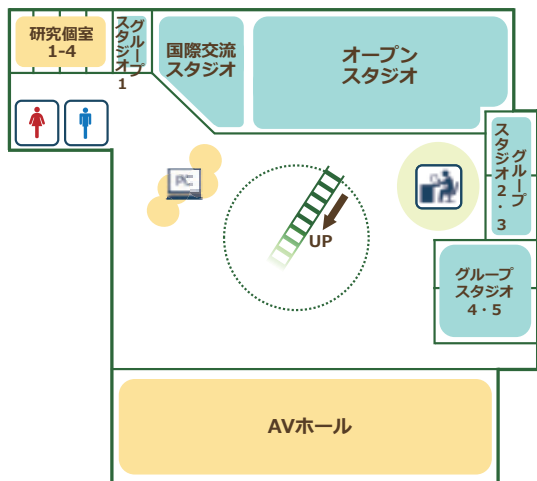 研究個室
1-4
グループ
スタジオ1
国際交流
スタジオ
オープン
スタジオ
PC
UP
グループ
スタジオ2・3
グループ
スタジオ
4・5
AVホール